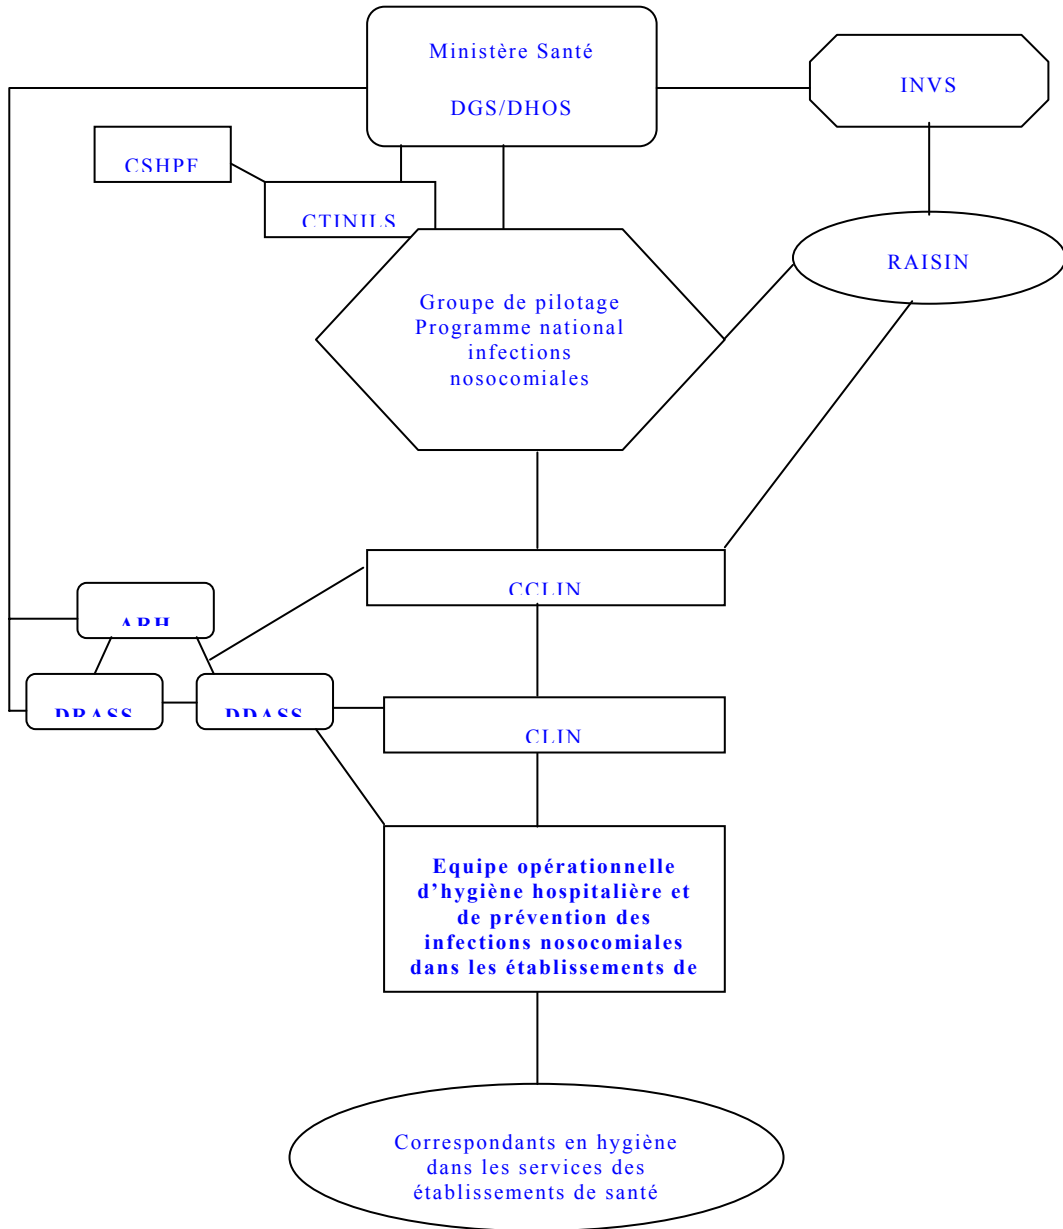 Ministère Santé
DGS/DHOS
INVS
CSHPF
CTINILS
RAISIN
Groupe de pilotage
Programme national
infections
nosocomiales
CCLIN
ARH
DRASS
DDASS
CLIN
Equipe opérationnelle
d'hygiène hospitalière et
de prévention des
infections nosocomiales
dans les établissements de
Correspondants en hygiène
dans les services des
établissements de santé